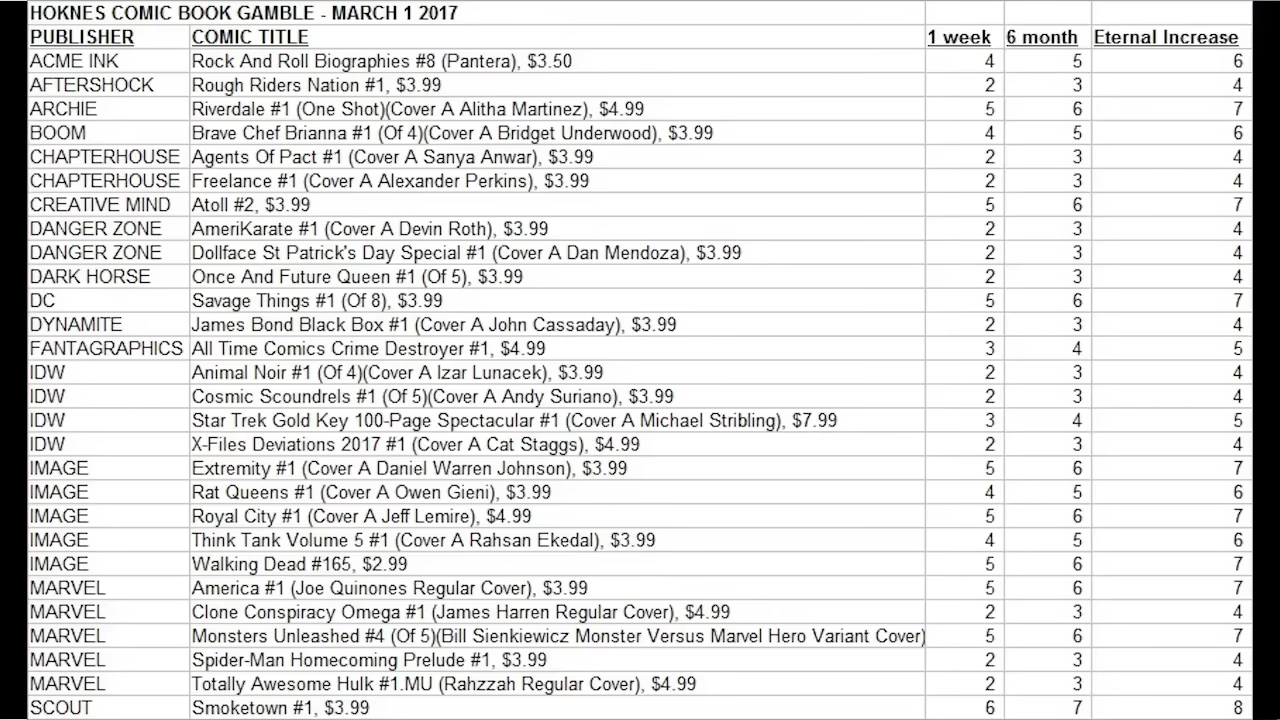 HOKNES COMIC BOOK GAMBLE - MARCH 1 2017
PUBLISHER COMIC TITLE 1 week 6 month Eternal Increase
ACME INK Rock And Roll Biographies #8 (Pantera), $3.50 4 5 6
AFTERSHOCK Rough Riders Nation #1, $3.99 2 3 4
ARCHIE Riverdale #1 (One Shot)(Cover A Alitha Martinez), $4.99 5 6 7
BOOM Brave Chef Brianna #1 (Of 4)(Cover A Bridget Underwood), $3.99 4 5 6
CHAPTERHOUSE Agents Of Pact #1 (Cover A Sanya Anwar), $3.99 2 3 4
CHAPTERHOUSE Freelance #1 (Cover A Alexander Perkins), $3.99 2 3 4
CREATIVE MIND Atoll #2, $3.99 5 6 7
DANGER ZONE AmeriKarate #1 (Cover A Devin Roth), $3.99 2 3 4
DANGER ZONE Dollface St Patrick's Day Special #1 (Cover A Dan Mendoza), $3.99 2 3 4
DARK HORSE Once And Future Queen #1 (Of 5), $3.99 2 3 4
DC Savage Things #1 (Of 8), $3.99 5 6 7
DYNAMITE James Bond Black Box #1 (Cover A John Cassaday), $3.99 2 3 4
FANTAGRAPHICS All Time Comics Crime Destroyer #1, $4.99 3 4 5
IDW Animal Noir #1 (Of 4)(Cover A Izar Lunacek), $3.99 2 3 4
IDW Cosmic Scoundrels #1 (Of 5)(Cover A Andy Suriano), $3.99 2 3 4
IDW Star Trek Gold Key 100-Page Spectacular #1 (Cover A Michael Stribling), $7.99 3 4 5
IDW X-Files Deviations 2017 #1 (Cover A Cat Staggs), $4.99 2 3 4
IMAGE Extremity #1 (Cover A Daniel Warren Johnson), $3.99 5 6 7
IMAGE Rat Queens #1 (Cover A Owen Gieni), $3.99 4 5 6
IMAGE Royal City #1 (Cover A Jeff Lemire), $4.99 5 6 7
IMAGE Think Tank Volume 5 #1 (Cover A Rahsan Ekedal), $3.99 4 5 6
IMAGE Walking Dead #165, $2.99 5 6 7
MARVEL America #1 (Joe Quinones Regular Cover), $3.99 5 6 7
MARVEL Clone Conspiracy Omega #1 (James Harren Regular Cover), $4.99 2 3 4
MARVEL Monsters Unleashed #4 (Of 5)(Bill Sienkiewicz Monster Versus Marvel Hero Variant Cover) 5 6 7
MARVEL Spider-Man Homecoming Prelude #1, $3.99 2 3 4
MARVEL Totally Awesome Hulk #1.MU (Rahzzah Regular Cover), $4.99 2 3 4
SCOUT Smoketown #1, $3.99 6 7 8